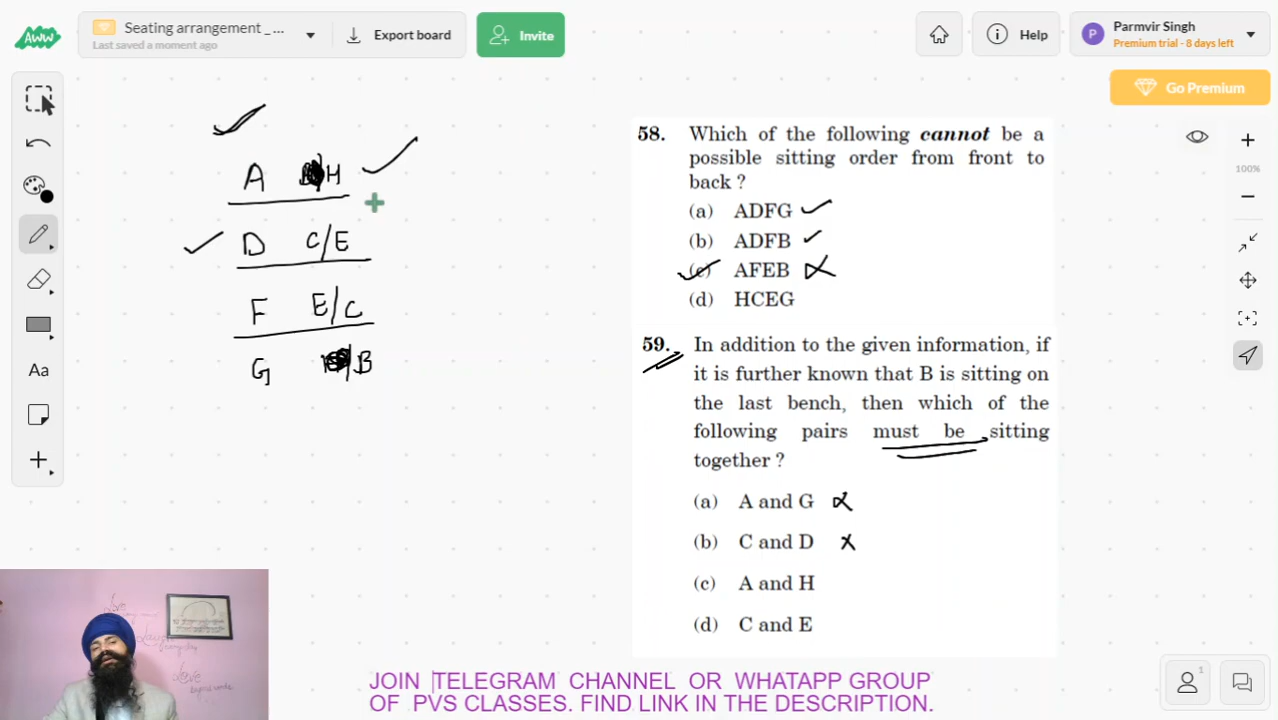 AWW
Seating arrangement _ ...
Last saved a moment ago
Export board
Invite
Help
P
Parmvir Singh
Premium trial - 8 days left
Go Premium
100%
Aa
A H
D C/E
F E/C
G /B
58. Which of the following cannot be a
possible sitting order from front to
back ?
(a) ADFG
(b) ADFB
(c) AFEB
(d) HCEG
59. In addition to the given information, if
it is further known that B is sitting on
the last bench, then which of the
following pairs must be sitting
together ?
(a) A and G
(b) C and D
(c) A and H
(d) C and E
1
JOIN TELEGRAM CHANNEL OR WHATAPP GROUP
OF PVS CLASSES. FIND LINK IN THE DESCRIPTION.